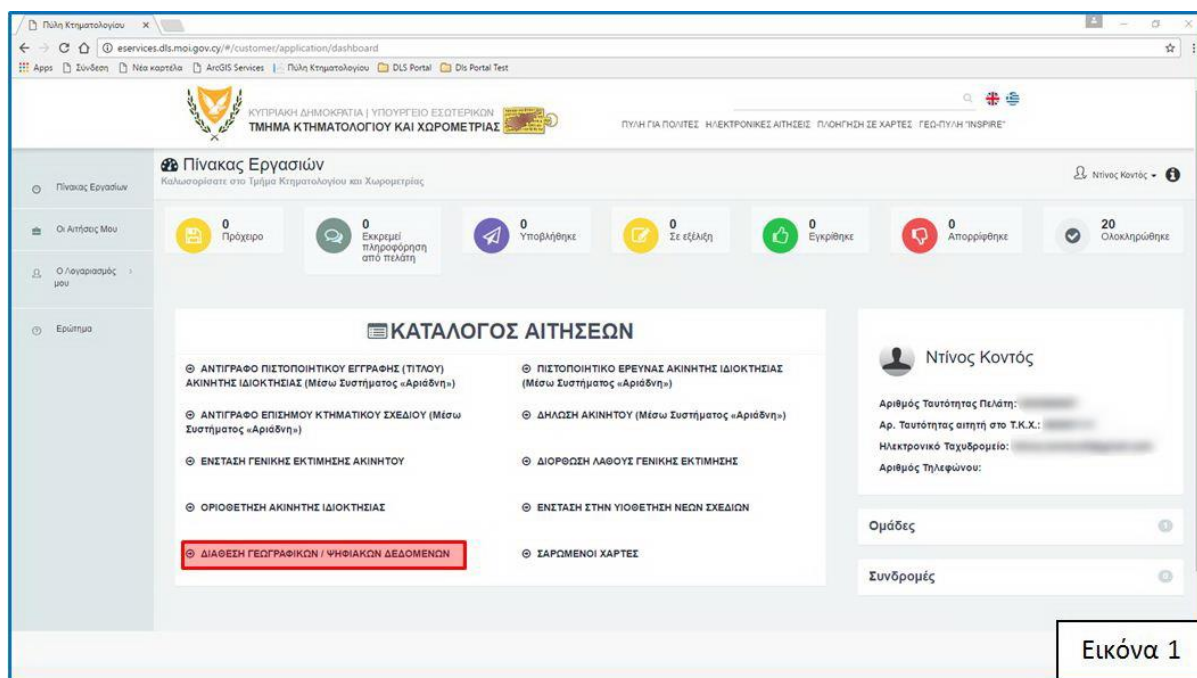 Πύλη Κτηματολογίου
eservices.dls.moi.gov.cy/#/customer/application/dashboard
Apps Σύνδεση Νέα καρτέλα ArcGIS Services Πύλη Κτηματολογίου DLS Portal Dls Portal Test
ΚΥΠΡΙΑΚΗ ΔΗΜΟΚΡΑΤΙΑ | ΥΠΟΥΡΓΕΙΟ ΕΣΩΤΕΡΙΚΩΝ
ΤΜΗΜΑ ΚΤΗΜΑΤΟΛΟΓΙΟΥ ΚΑΙ ΧΩΡΟΜΕΤΡΙΑΣ
ΠΥΛΗ ΓΙΑ ΠΟΛΙΤΕΣ ΗΛΕΚΤΡΟΝΙΚΕΣ ΑΙΤΗΣΕΙΣ ΠΛΟΗΓΗΣΗ ΣΕ ΧΑΡΤΕΣ ΓΕΩ-ΠΥΛΗ "INSPIRE"
Πίνακας Εργασιών
Καλωσορίσατε στο Τμήμα Κτηματολογίου και Χωρομετρίας
Ντίνος Κοντός
Πίνακας Εργασίων
Οι Αιτήσεις Μου
Ο Λογαριασμός
μου
Ερώτημα
0
Πρόχειρο
0
Εκκρεμεί
πληροφόρηση
από πελάτη
0
Υποβλήθηκε
0
Σε εξέλιξη
0
Εγκρίθηκε
0
Απορρίφθηκε
20
Ολοκληρώθηκε
ΚΑΤΑΛΟΓΟΣ ΑΙΤΗΣΕΩΝ
ΑΝΤΙΓΡΑΦΟ ΠΙΣΤΟΠΟΙΗΤΙΚΟΥ ΕΓΓΡΑΦΗΣ (ΤΙΤΛΟΥ)
ΑΚΙΝΗΤΗΣ ΙΔΙΟΚΤΗΣΙΑΣ (Μέσω Συστήματος «Αριάδνη»)
ΠΙΣΤΟΠΟΙΗΤΙΚΟ ΕΡΕΥΝΑΣ ΑΚΙΝΗΤΗΣ ΙΔΙΟΚΤΗΣΙΑΣ
(Μέσω Συστήματος «Αριάδνη»)
ΑΝΤΙΓΡΑΦΟ ΕΠΙΣΗΜΟΥ ΚΤΗΜΑΤΙΚΟΥ ΣΧΕΔΙΟΥ (Μέσω
Συστήματος «Αριάδνη»)
ΔΗΛΩΣΗ ΑΚΙΝΗΤΟΥ (Μέσω Συστήματος «Αριάδνη»)
ΕΝΣΤΑΣΗ ΓΕΝΙΚΗΣ ΕΚΤΙΜΗΣΗΣ ΑΚΙΝΗΤΟΥ
ΔΙΟΡΘΩΣΗ ΛΑΘΟΥΣ ΓΕΝΙΚΗΣ ΕΚΤΙΜΗΣΗΣ
ΟΡΙΟΘΕΤΗΣΗ ΑΚΙΝΗΤΗΣ ΙΔΙΟΚΤΗΣΙΑΣ
ΕΝΣΤΑΣΗ ΣΤΗΝ ΥΙΟΘΕΤΗΣΗ ΝΕΩΝ ΣΧΕΔΙΩΝ
ΔΙΑΘΕΣΗ ΓΕΩΓΡΑΦΙΚΩΝ / ΨΗΦΙΑΚΩΝ ΔΕΔΟΜΕΝΩΝ
ΣΑΡΩΜΕΝΟΙ ΧΑΡΤΕΣ
Ντίνος Κοντός
Αριθμός Ταυτότητας Πελάτη:
Αρ. Ταυτότητας αιτητή στο Τ.Κ.Χ.:
Ηλεκτρονικό Ταχυδρομείο:
Αριθμός Τηλεφώνου:
Ομάδες 1
Συνδρομές 0
Εικόνα 1